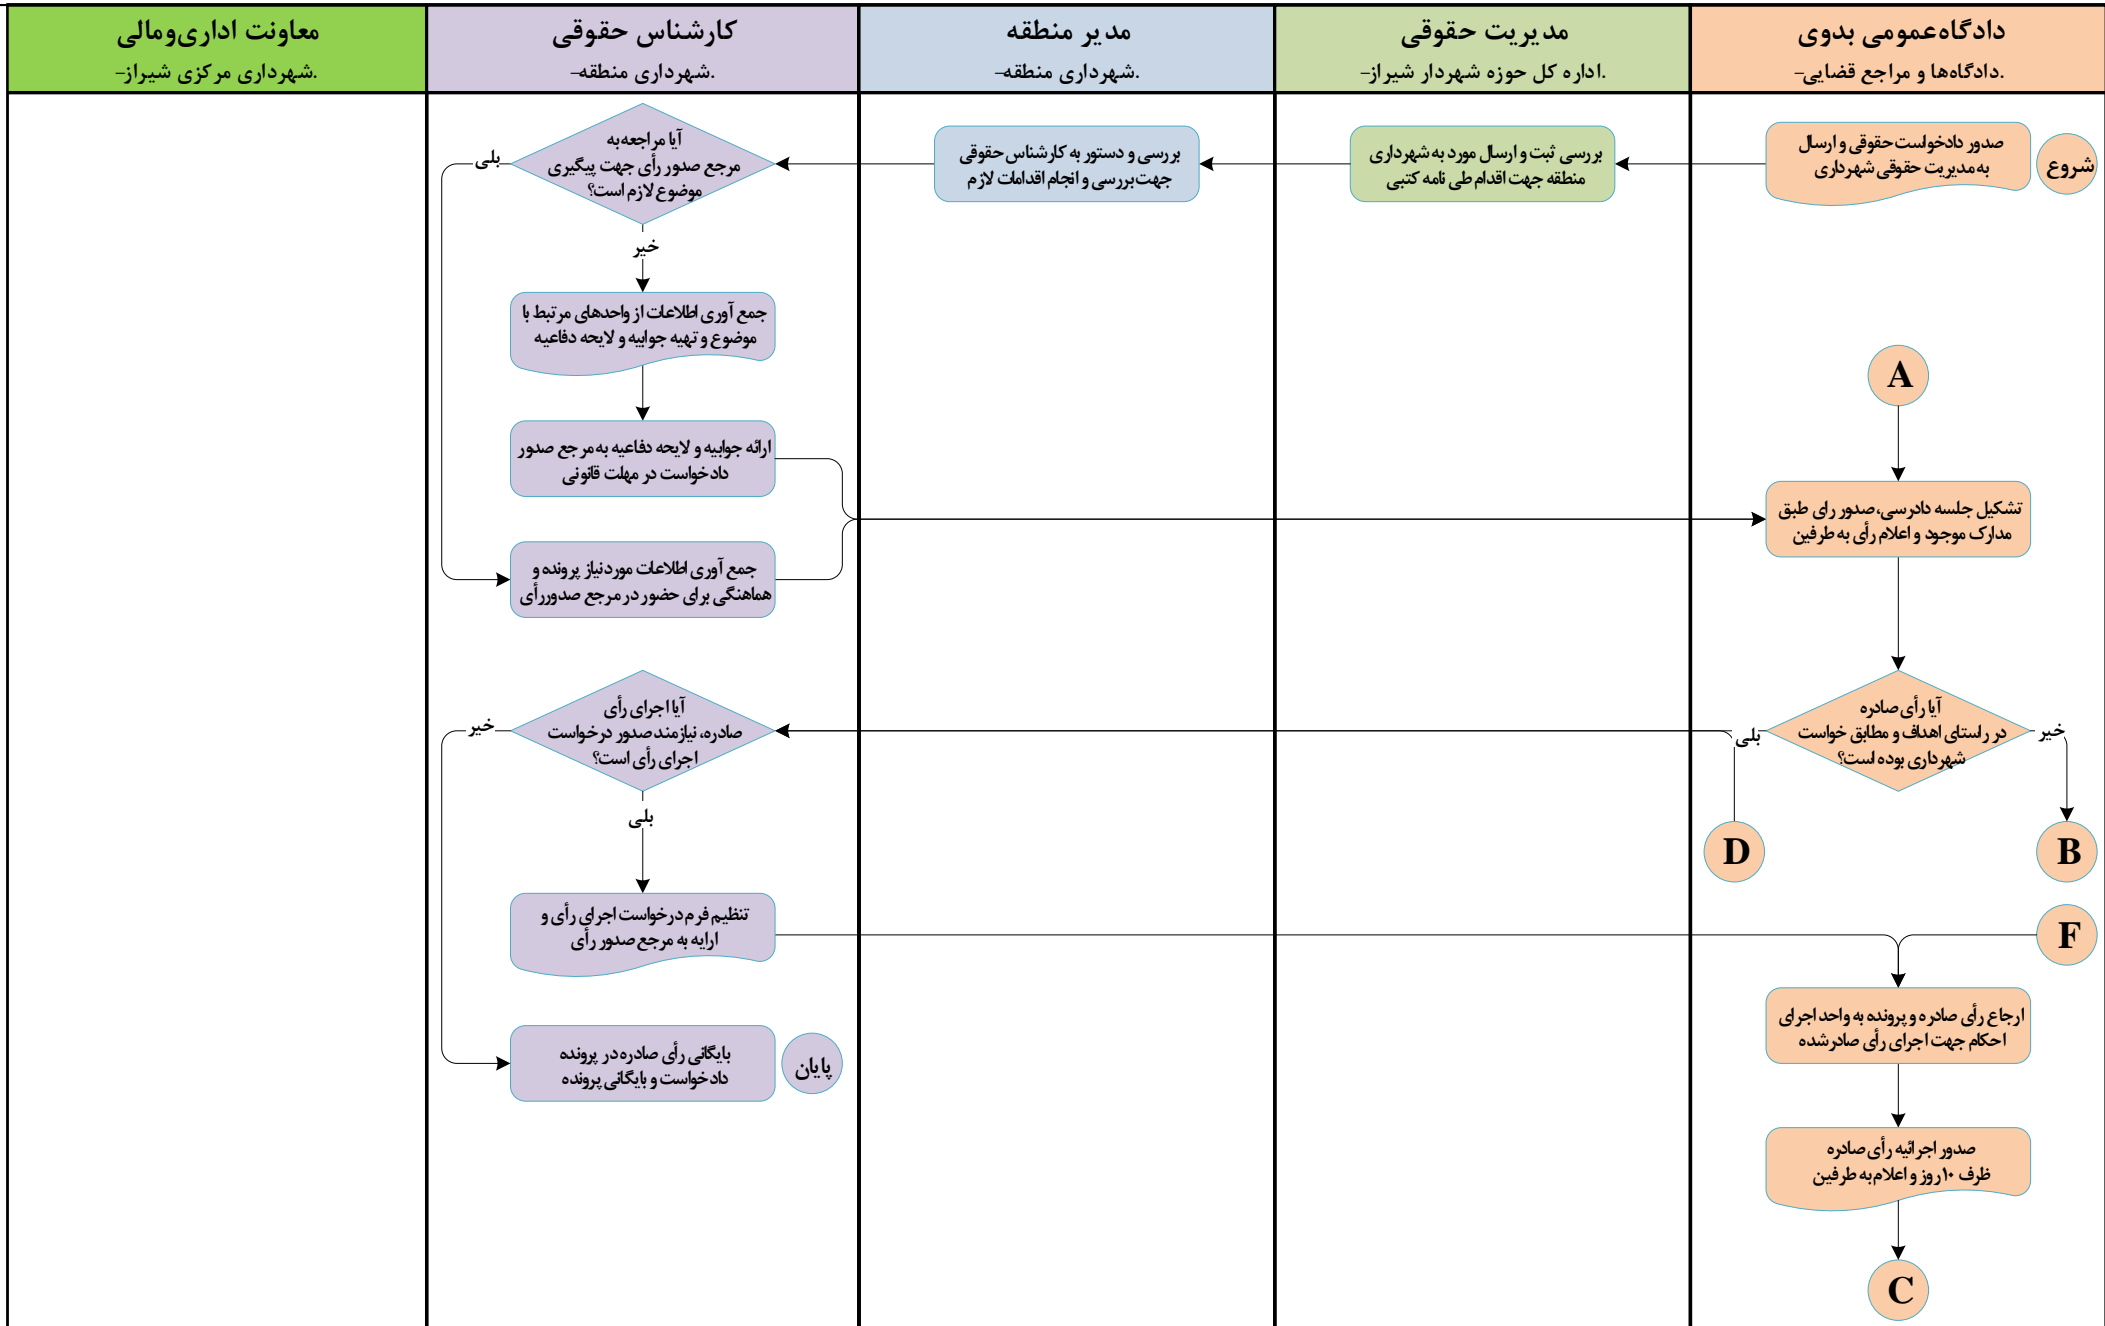 دادگاه عمومی بدوی
دادگاه‌ها و مراجع قضایی-.
مدیریت حقوقی
اداره کل حوزه شهردار شیراز-.
مدیر منطقه
شهرداری منطقه-.
کارشناس حقوقی
شهرداری منطقه-.
معاونت اداری‌ومالی
شهرداری مرکزی شیراز-.
شروع
صدور دادخواست حقوقی و ارسال
به مدیریت حقوقی شهرداری
بررسی ثبت و ارسال مورد به شهرداری
منطقه جهت اقدام طی نامه کتبی
بررسی و دستور به کارشناس حقوقی
جهت بررسی و انجام اقدامات لازم
آیا مراجعه به
مرجع صدور رأی جهت پیگیری
موضوع لازم است؟
بلی
خیر
جمع آوری اطلاعات از واحدهای مرتبط با
موضوع و تهیه جوابیه و لایحه دفاعیه
A
ارائه جوابیه و لایحه دفاعیه به مرجع صدور
دادخواست در مهلت قانونی
تشکیل جلسه دادرسی، صدور رای طبق
مدارک موجود و اعلام رأی به طرفین
جمع آوری اطلاعات موردنیاز پرونده و
هماهنگی برای حضور در مرجع صدوررأی
آیا رأی صادره
در راستای اهداف و مطابق خواست
شهرداری بوده است؟
خیر
بلی
آیا اجرای رأی
صادره، نیازمند صدور درخواست
اجرای رأی است؟
خیر
بلی
B
D
تنظیم فرم درخواست اجرای رأی و
ارایه به مرجع صدور رأی
F
ارجاع رأی صادره و پرونده به واحد اجرای
احکام جهت اجرای رأی صادرشده
پایان
بایگانی رأی صادره در پرونده
دادخواست و بایگانی پرونده
صدور اجرائیه رأی صادره
ظرف ۱۰ روز و اعلام به طرفین
C